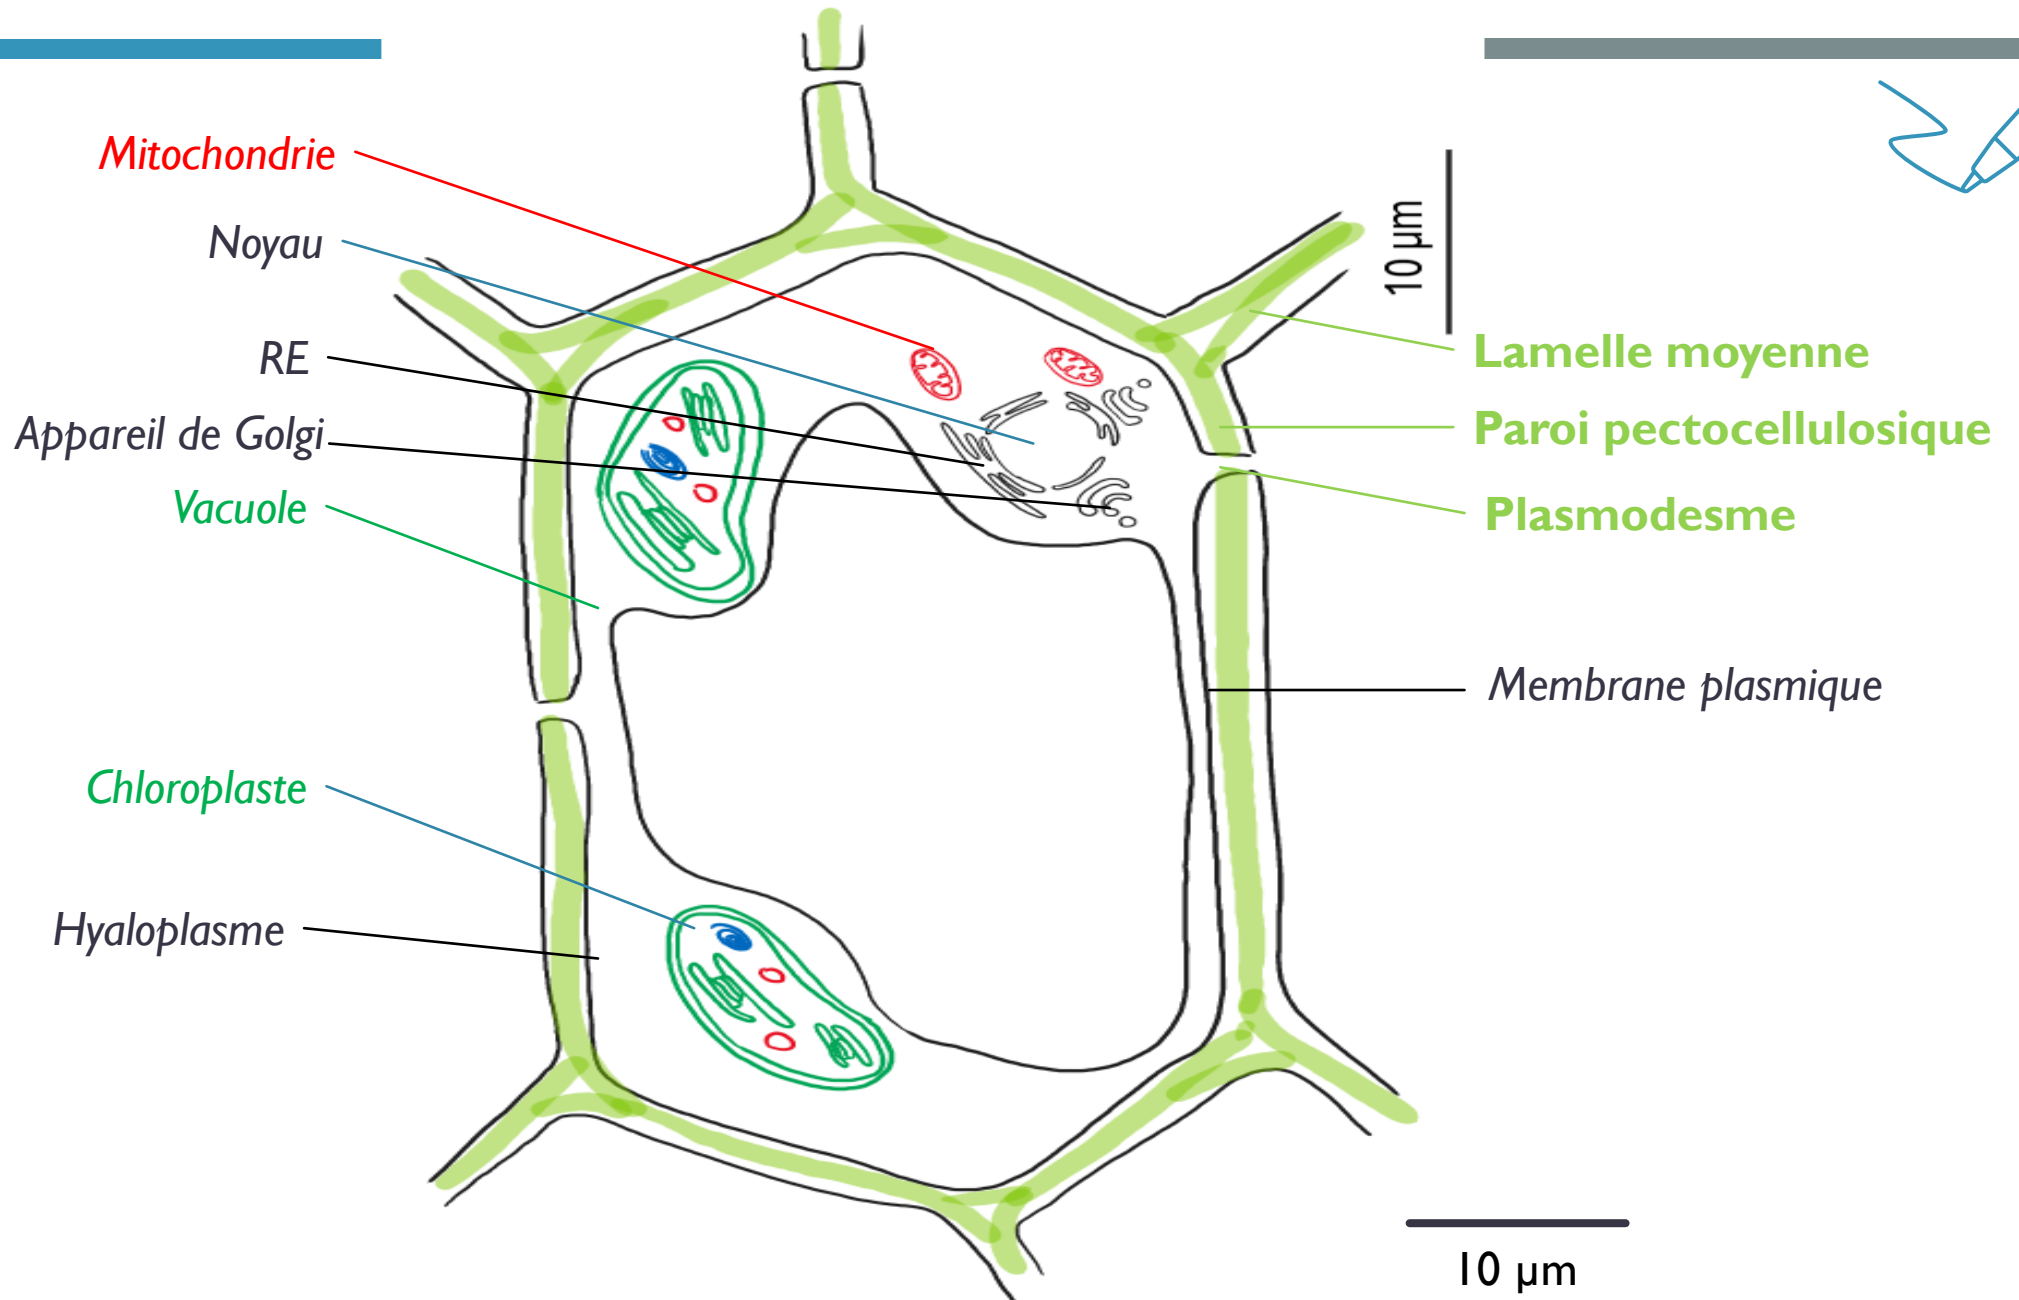 Mitochondrie
Noyau
RE
Appareil de Golgi
Vacuole
Chloroplaste
Hyaloplasme
10 µm
Lamelle moyenne
Paroi pectocellulosique
Plasmodesme
Membrane plasmique
10 µm